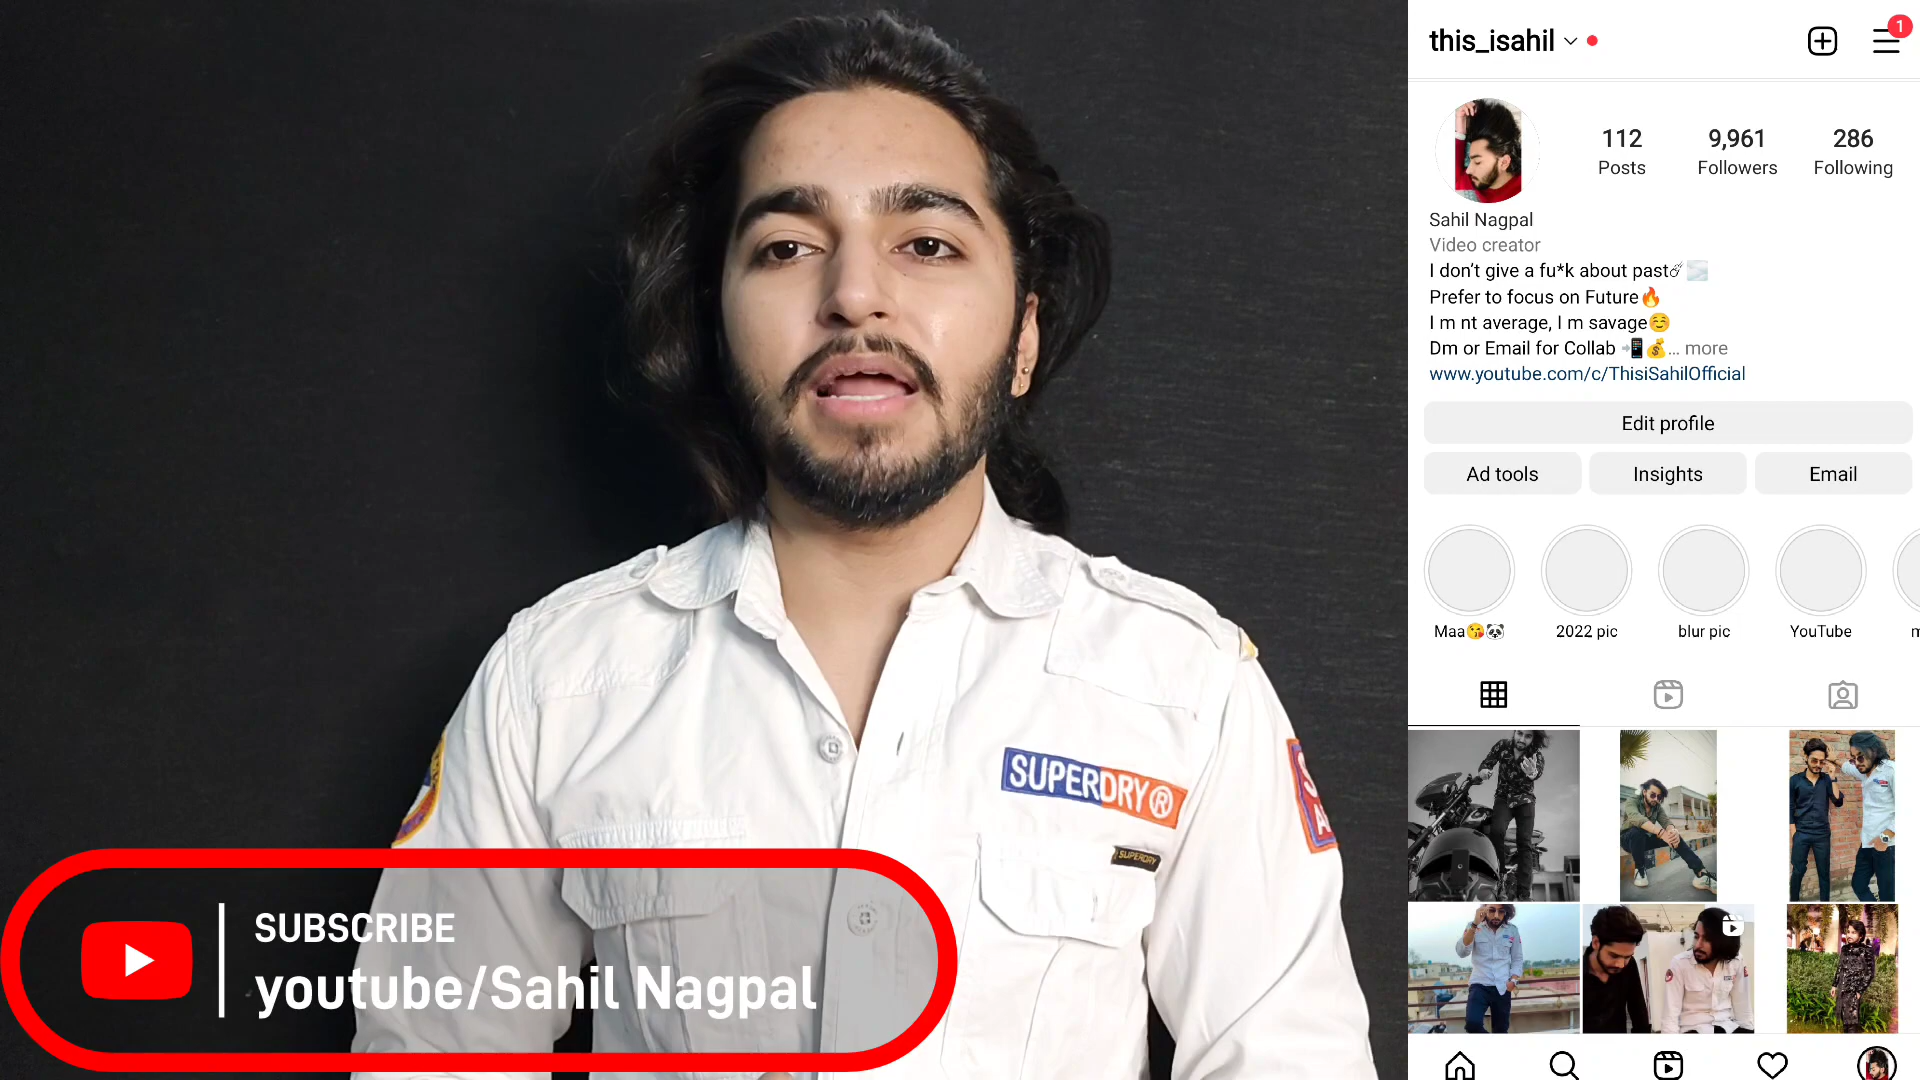 this_isahil
1
112
9,961
286
Posts
Followers
Following
Sahil Nagpal
Video creator
I don't give a fu*k about past☄️🌫️
Prefer to focus on Future🔥
I m nt average, I m savage☺️
Dm or Email for Collab 📲💰... more
www.youtube.com/c/ThisiSahilOfficial
Edit profile
Ad tools
Insights
Email
Maa😘🐼
2022 pic
blur pic
YouTube
SUPERDRY®
SUPERDRY
SUBSCRIBE
youtube/Sahil Nagpal